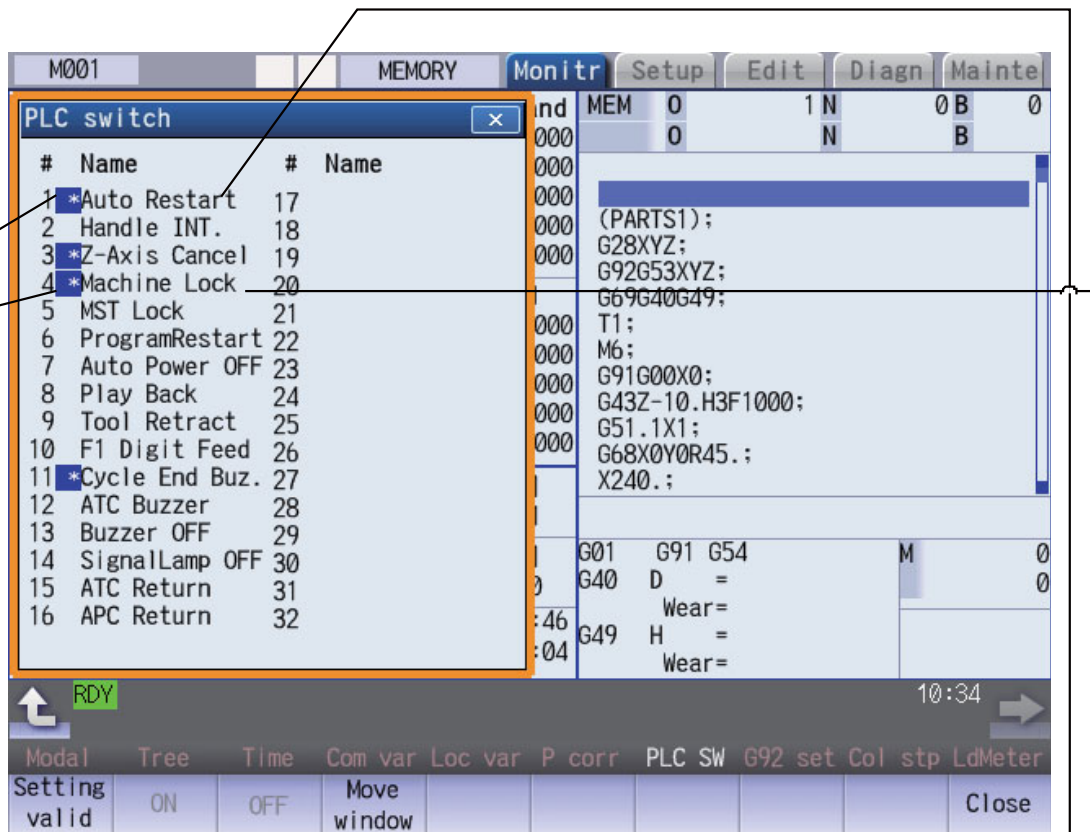 M001 MEMORY Monitr Setup Edit Diagn Mainte
PLC switch ×
# Name # Name
1 *Auto Restart 17
2 Handle INT. 18
3 *Z-Axis Cancel 19
4 *Machine Lock 20
5 MST Lock 21
6 ProgramRestart 22
7 Auto Power OFF 23
8 Play Back 24
9 Tool Retract 25
10 F1 Digit Feed 26
11 *Cycle End Buz. 27
12 ATC Buzzer 28
13 Buzzer OFF 29
14 SignalLamp OFF 30
15 ATC Return 31
16 APC Return 32
and
000
000
000
000
000
000
000
000
000
000
:46
:04
MEM O 1 N 0 B 0
O N B
(PARTS1);
G28XYZ;
G92G53XYZ;
G69G40G49;
T1;
M6;
G91G00X0;
G43Z-10.H3F1000;
G51.1X1;
G68X0Y0R45.;
X240.;
G01 G91 G54 M 0
G40 D = 0
Wear=
G49 H =
Wear=
RDY 10:34
Modal Tree Time Com var Loc var P corr PLC SW G92 set Col stp LdMeter
Setting valid ON OFF Move window Close